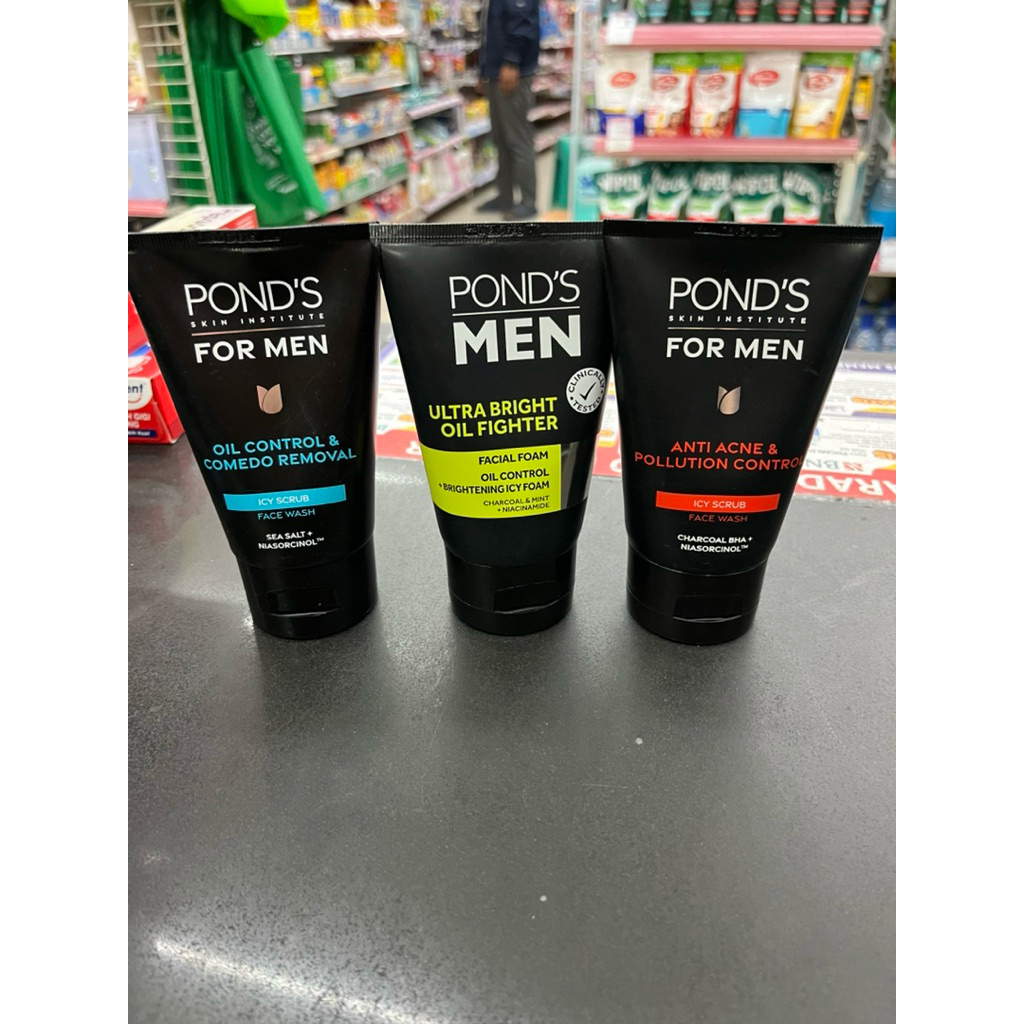 POND'S
SKIN INSTITUTE
FOR MEN
OIL CONTROL &
COMEDO REMOVAL
ICY SCRUB
FACE WASH
SEA SALT +
NIASORCINOL™
POND'S
MEN
CLINICALLY
TESTED
ULTRA BRIGHT
OIL FIGHTER
FACIAL FOAM
OIL CONTROL
+ BRIGHTENING ICY FOAM
CHARCOAL & MINT
+ NIACINAMIDE
POND'S
SKIN INSTITUTE
FOR MEN
ANTI ACNE &
POLLUTION CONTROL
ICY SCRUB
FACE WASH
CHARCOAL BHA +
NIASORCINOL™
GIGI
BNI